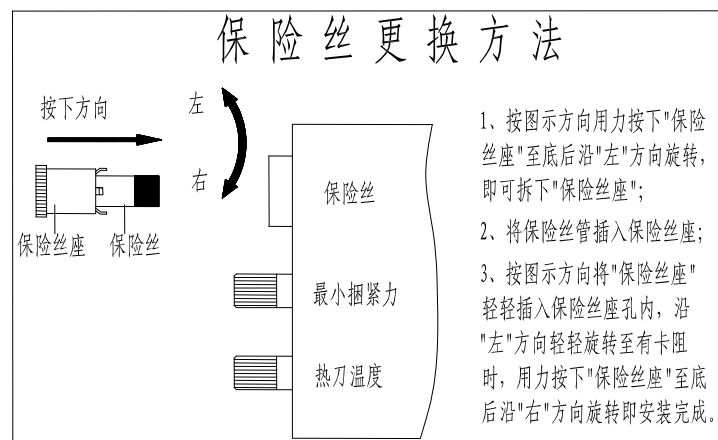 保险丝更换方法
按下方向
左
右
保险丝座
保险丝
保险丝
最小捆紧力
热刀温度
1、按图示方向用力按下"保险
丝座"至底后沿"左"方向旋转，
即可拆下"保险丝座"；
2、将保险丝管插入保险丝座；
3、按图示方向将"保险丝座"
轻轻插入保险丝座孔内，沿
"左"方向轻轻旋转至有卡阻
时，用力按下"保险丝座"至底
后沿"右"方向旋转即安装完成。